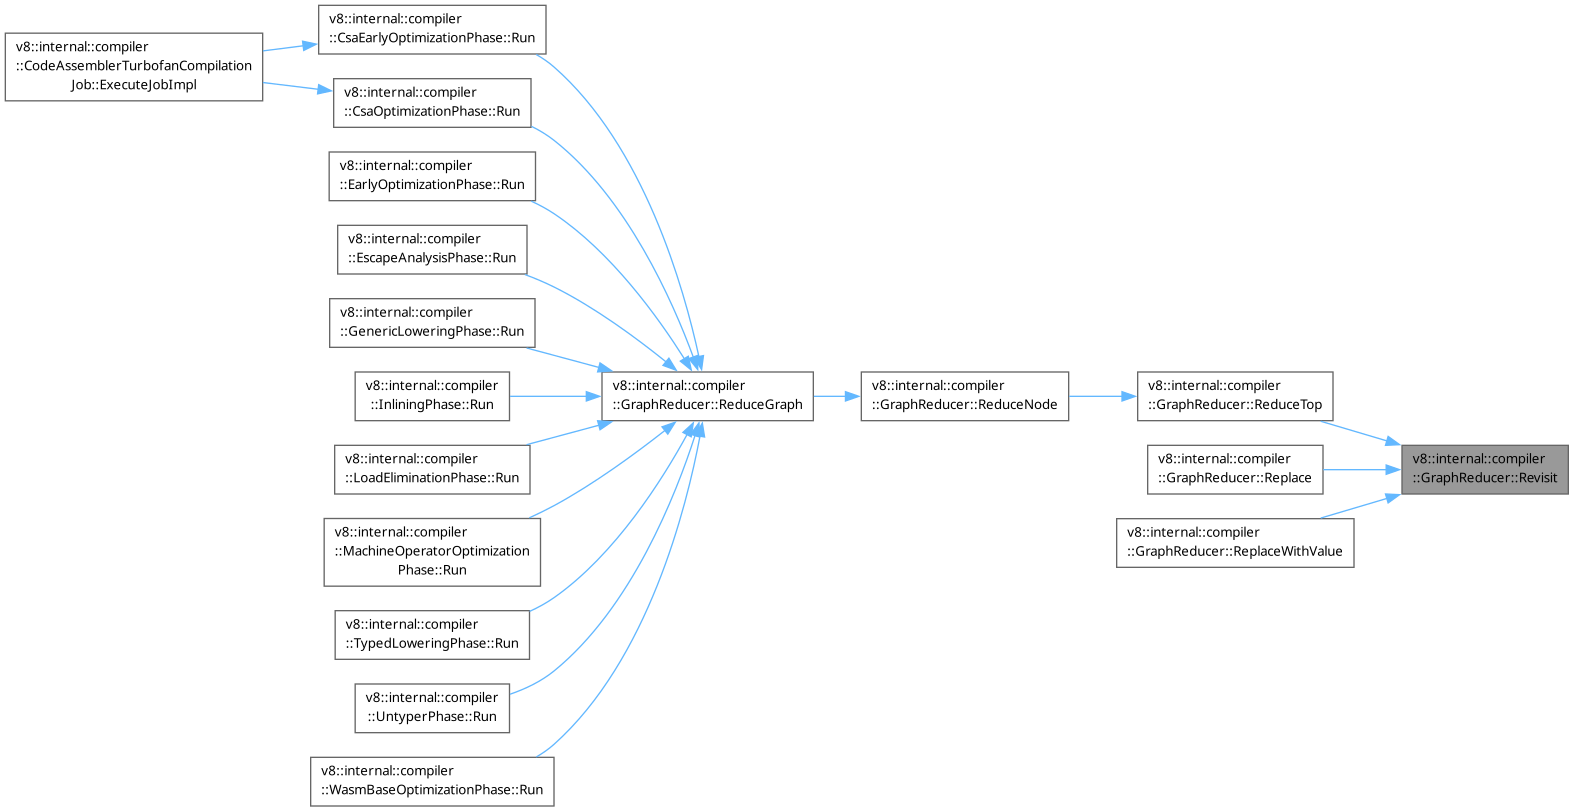 v8::internal::compiler
::CodeAssemblerTurbofanCompilation
Job::ExecuteJobImpl
v8::internal::compiler
::CsaEarlyOptimizationPhase::Run
v8::internal::compiler
::CsaOptimizationPhase::Run
v8::internal::compiler
::EarlyOptimizationPhase::Run
v8::internal::compiler
::EscapeAnalysisPhase::Run
v8::internal::compiler
::GenericLoweringPhase::Run
v8::internal::compiler
::InliningPhase::Run
v8::internal::compiler
::LoadEliminationPhase::Run
v8::internal::compiler
::MachineOperatorOptimization
Phase::Run
v8::internal::compiler
::TypedLoweringPhase::Run
v8::internal::compiler
::UntyperPhase::Run
v8::internal::compiler
::WasmBaseOptimizationPhase::Run
v8::internal::compiler
::GraphReducer::ReduceGraph
v8::internal::compiler
::GraphReducer::ReduceNode
v8::internal::compiler
::GraphReducer::ReduceTop
v8::internal::compiler
::GraphReducer::Replace
v8::internal::compiler
::GraphReducer::ReplaceWithValue
v8::internal::compiler
::GraphReducer::Revisit